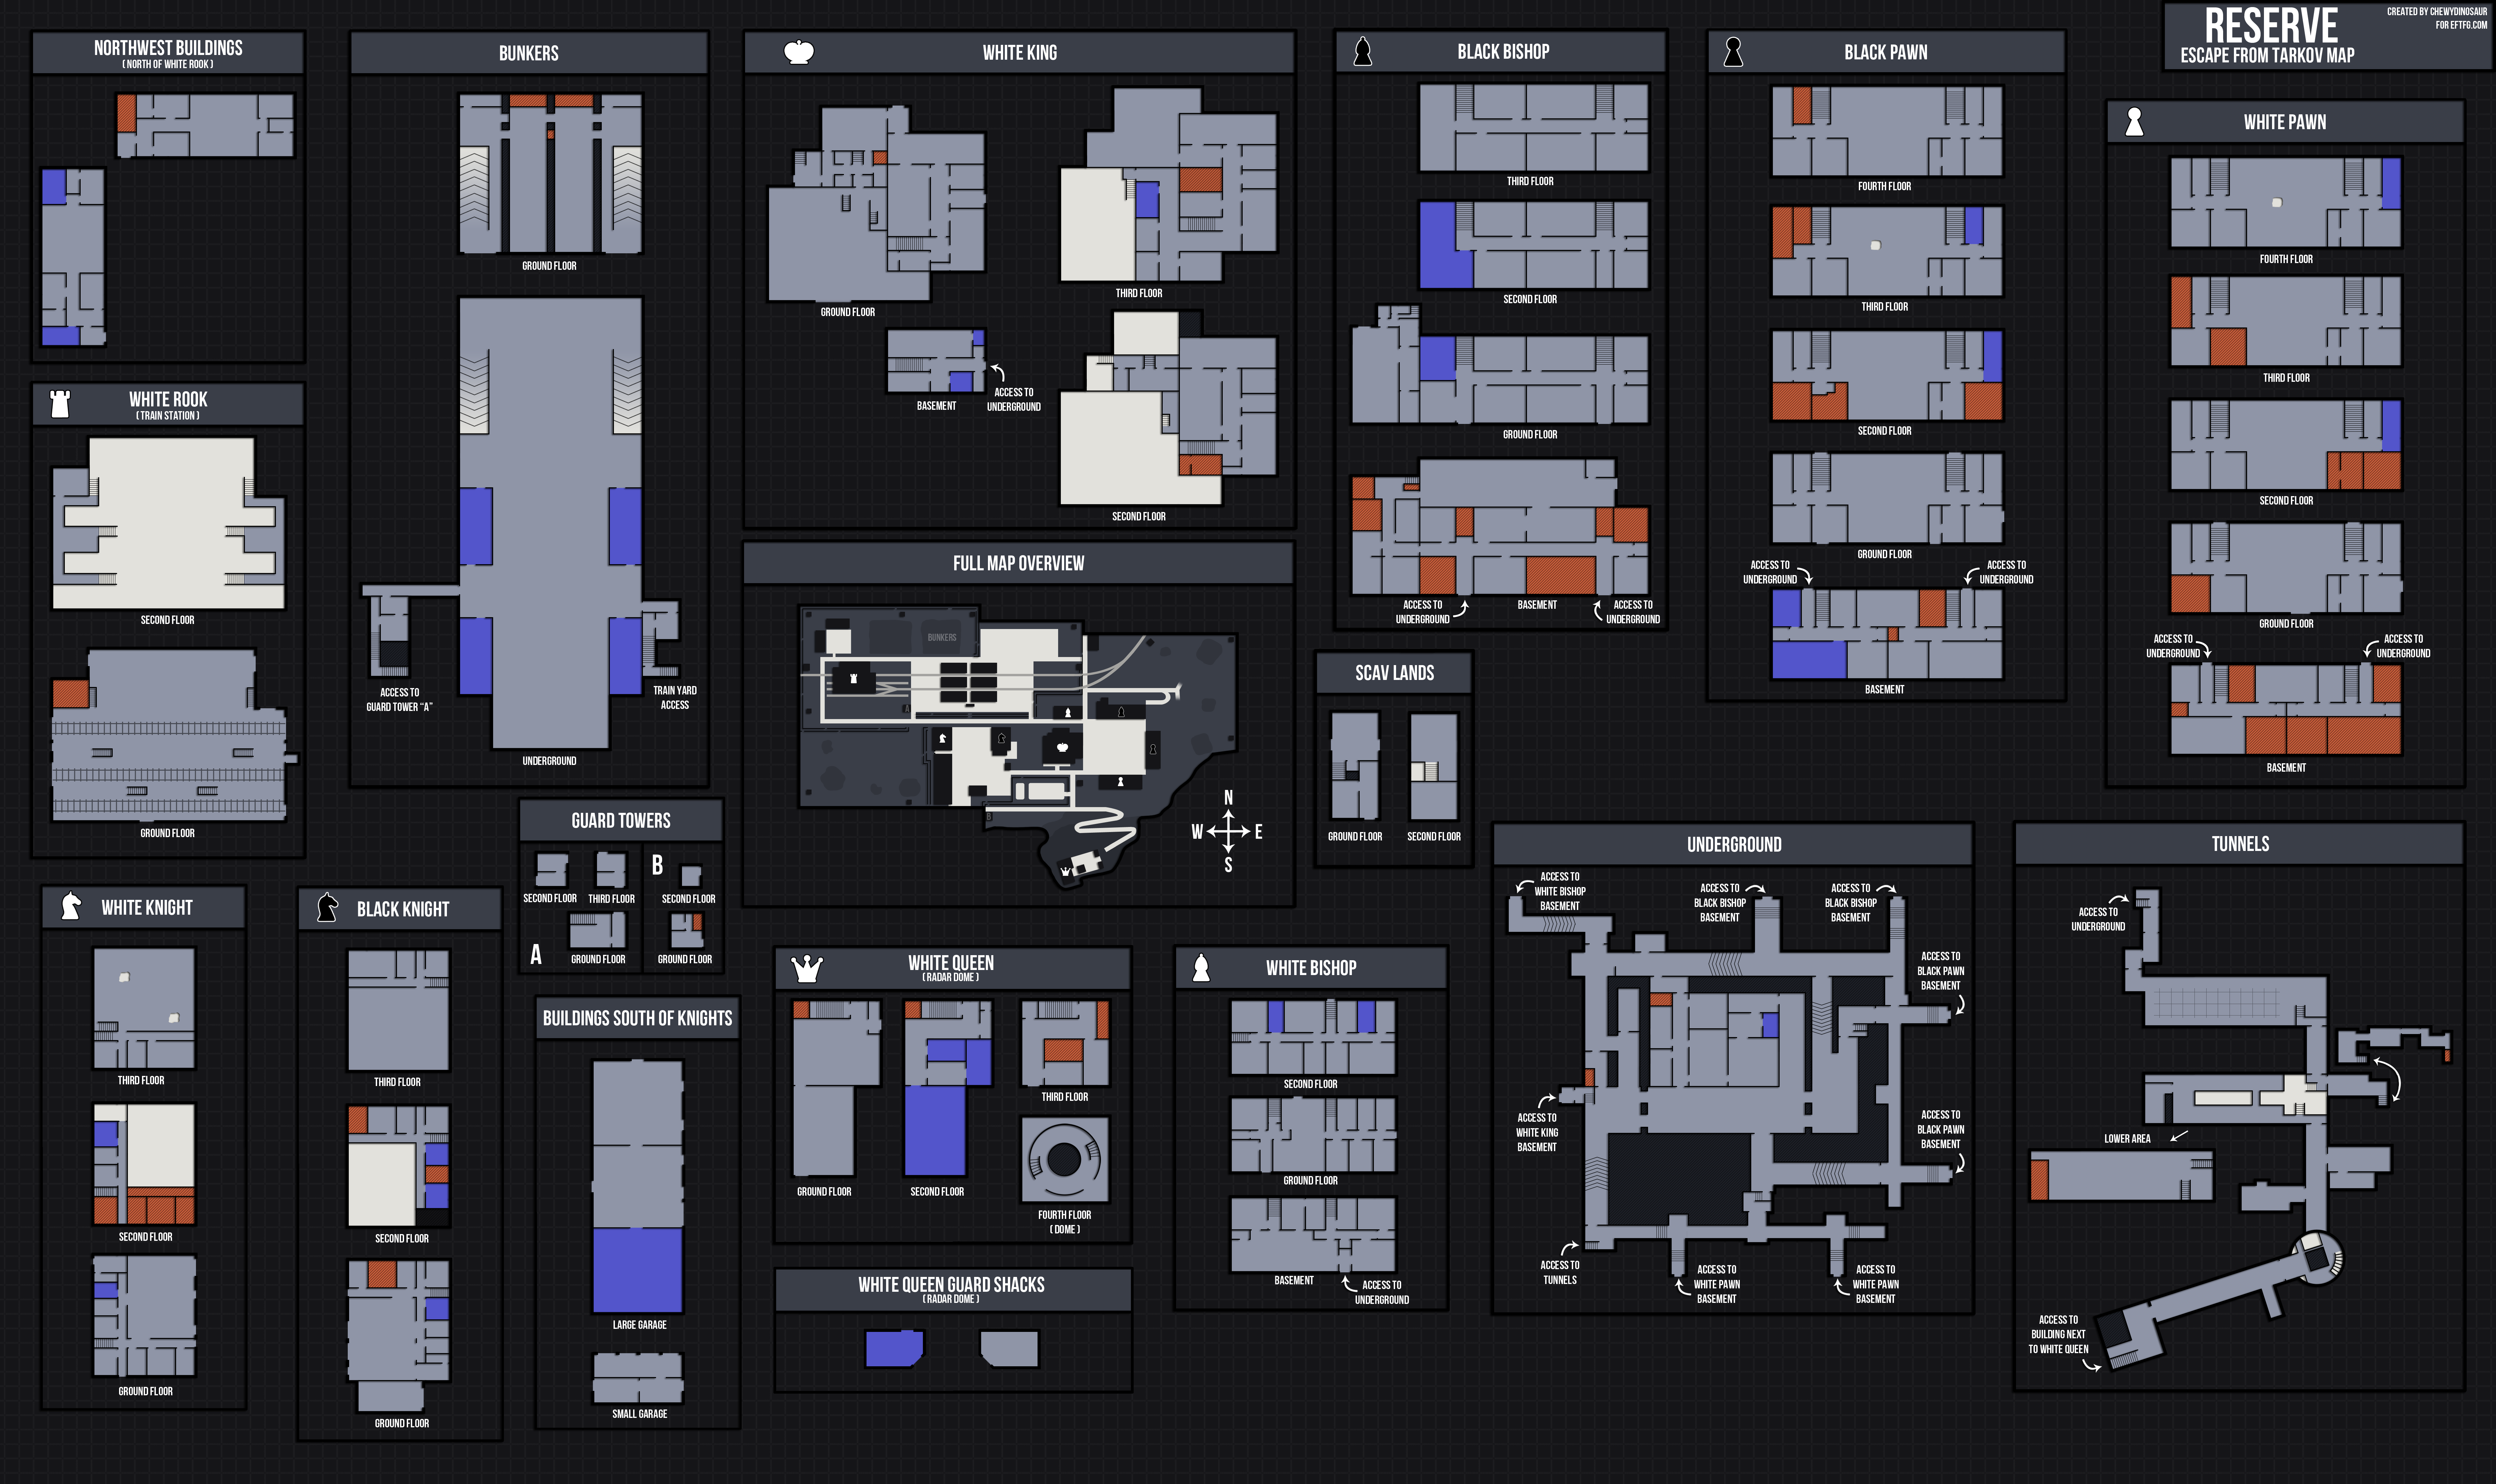 RESERVE
ESCAPE FROM TARKOV MAP
CREATED BY CHEWYDINOSAUR
FOR EFTFG.COM
NORTHWEST BUILDINGS
( NORTH OF WHITE ROOK )
BUNKERS
GROUND FLOOR
ACCESS TO
GUARD TOWER "A"
TRAIN YARD
ACCESS
UNDERGROUND
WHITE KING
GROUND FLOOR
THIRD FLOOR
BASEMENT
ACCESS TO
UNDERGROUND
SECOND FLOOR
BLACK BISHOP
THIRD FLOOR
SECOND FLOOR
GROUND FLOOR
ACCESS TO
UNDERGROUND
BASEMENT
ACCESS TO
UNDERGROUND
BLACK PAWN
FOURTH FLOOR
THIRD FLOOR
SECOND FLOOR
GROUND FLOOR
ACCESS TO
UNDERGROUND
ACCESS TO
UNDERGROUND
BASEMENT
WHITE PAWN
FOURTH FLOOR
THIRD FLOOR
SECOND FLOOR
GROUND FLOOR
ACCESS TO
UNDERGROUND
ACCESS TO
UNDERGROUND
BASEMENT
WHITE ROOK
( TRAIN STATION )
SECOND FLOOR
GROUND FLOOR
FULL MAP OVERVIEW
BUNKERS
N
W
E
S
SCAV LANDS
GROUND FLOOR
SECOND FLOOR
GUARD TOWERS
SECOND FLOOR
THIRD FLOOR
A
GROUND FLOOR
B
SECOND FLOOR
GROUND FLOOR
WHITE KNIGHT
THIRD FLOOR
SECOND FLOOR
GROUND FLOOR
BLACK KNIGHT
THIRD FLOOR
SECOND FLOOR
GROUND FLOOR
BUILDINGS SOUTH OF KNIGHTS
LARGE GARAGE
SMALL GARAGE
WHITE QUEEN
( RADAR DOME )
GROUND FLOOR
SECOND FLOOR
THIRD FLOOR
FOURTH FLOOR
( DOME )
WHITE QUEEN GUARD SHACKS
( RADAR DOME )
WHITE BISHOP
SECOND FLOOR
GROUND FLOOR
BASEMENT
ACCESS TO
UNDERGROUND
UNDERGROUND
ACCESS TO
WHITE BISHOP
BASEMENT
ACCESS TO
BLACK BISHOP
BASEMENT
ACCESS TO
BLACK BISHOP
BASEMENT
ACCESS TO
BLACK PAWN
BASEMENT
ACCESS TO
WHITE KING
BASEMENT
ACCESS TO
BLACK PAWN
BASEMENT
ACCESS TO
TUNNELS
ACCESS TO
WHITE PAWN
BASEMENT
ACCESS TO
WHITE PAWN
BASEMENT
TUNNELS
ACCESS TO
UNDERGROUND
LOWER AREA
ACCESS TO
BUILDING NEXT
TO WHITE QUEEN